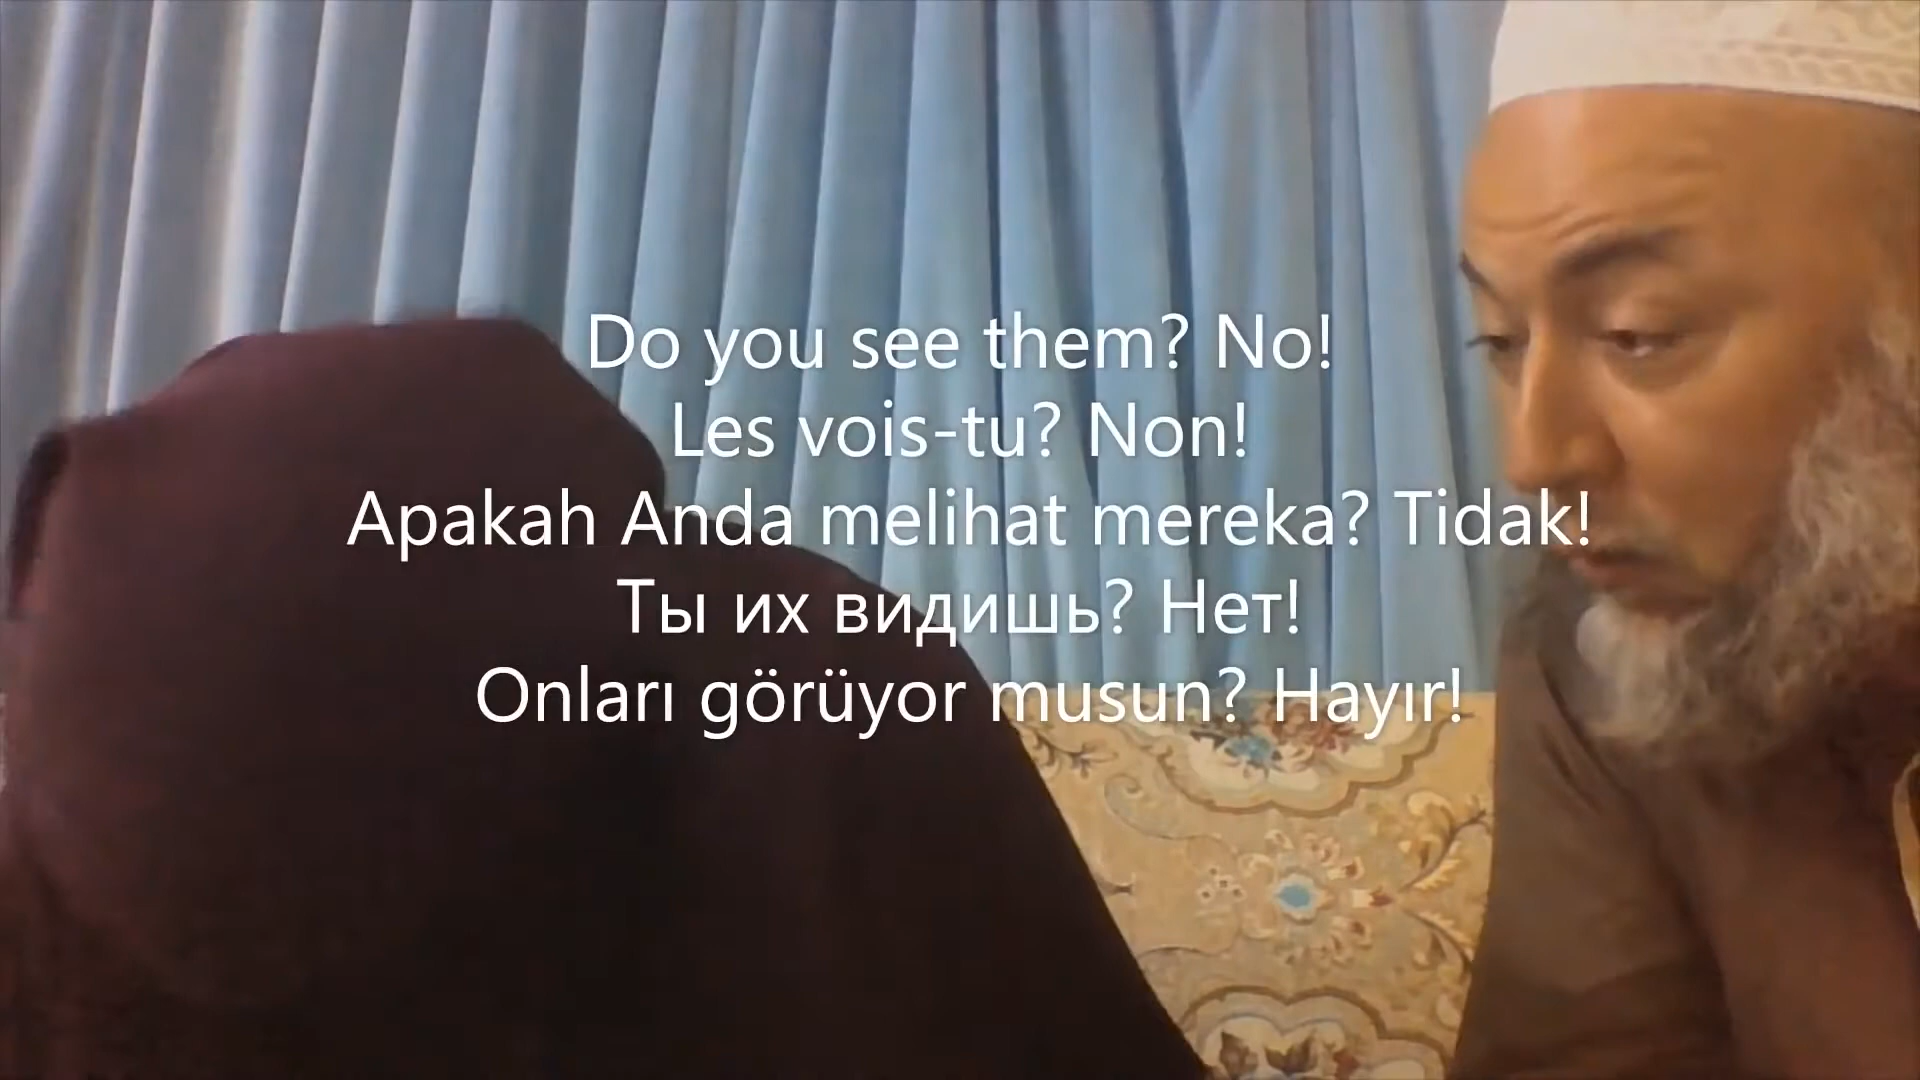 Do you see them? No!
Les vois-tu? Non!
Apakah Anda melihat mereka? Tidak!
Ты их видишь? Нет!
Onları görüyor musun? Hayır!